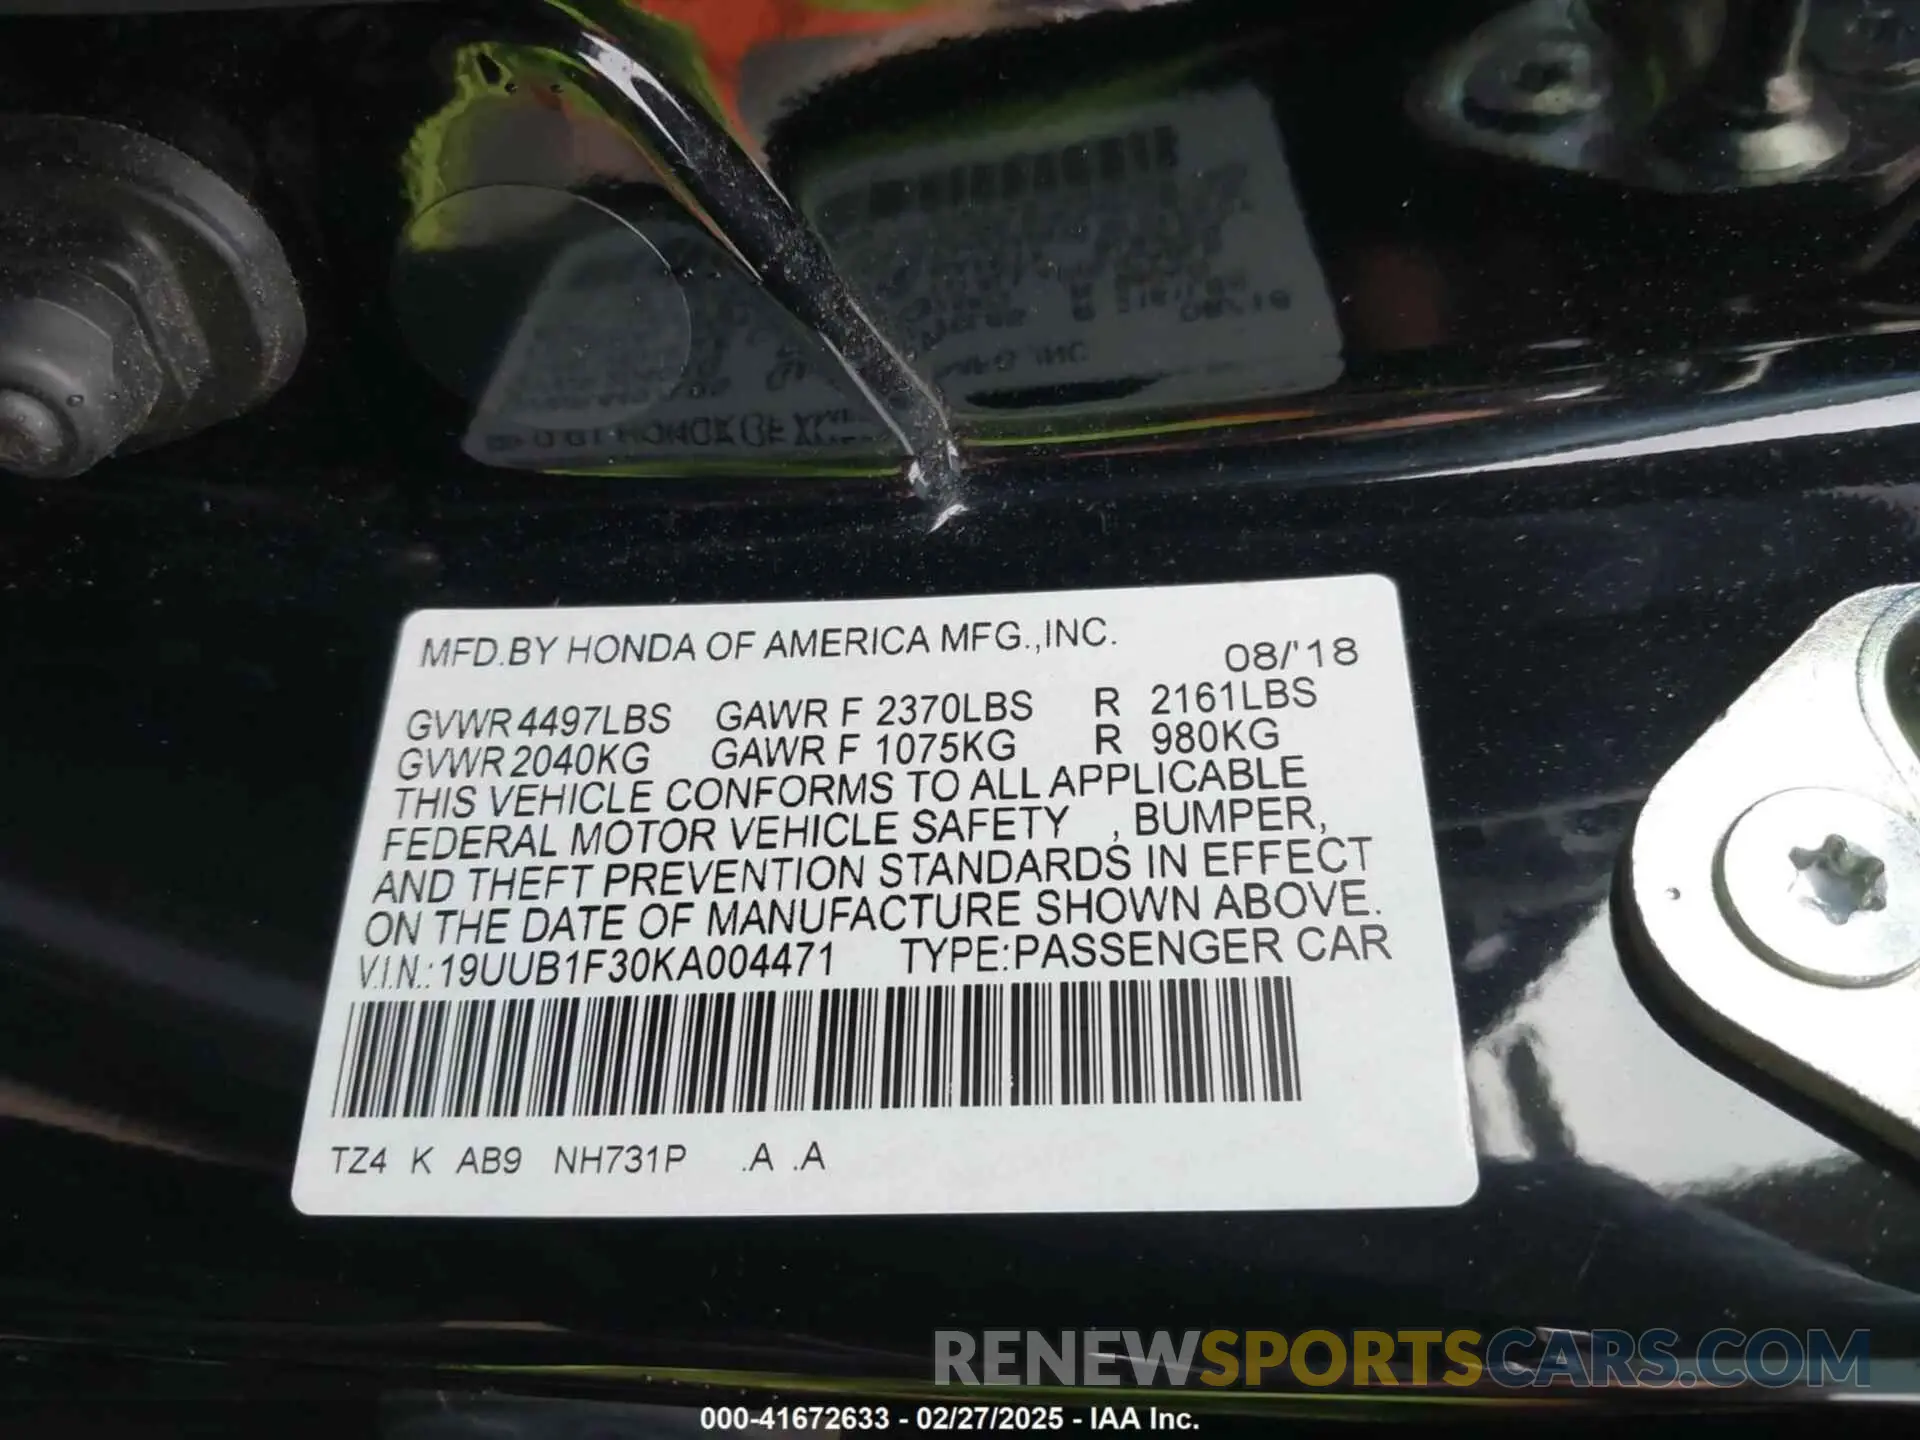 MFD.BY HONDA OF AMERICA MFG.,INC. 08/'18
GVWR 4497LBS GAWR F 2370LBS R 2161LBS
GVWR 2040KG GAWR F 1075KG R 980KG
THIS VEHICLE CONFORMS TO ALL APPLICABLE
FEDERAL MOTOR VEHICLE SAFETY , BUMPER,
AND THEFT PREVENTION STANDARDS IN EFFECT
ON THE DATE OF MANUFACTURE SHOWN ABOVE.
V.I.N.: 19UUB1F30KA004471 TYPE:PASSENGER CAR
TZ4 K AB9 NH731P .A .A
RENEWSPORTSCARS.COM
000-41672633 - 02/27/2025 - IAA Inc.